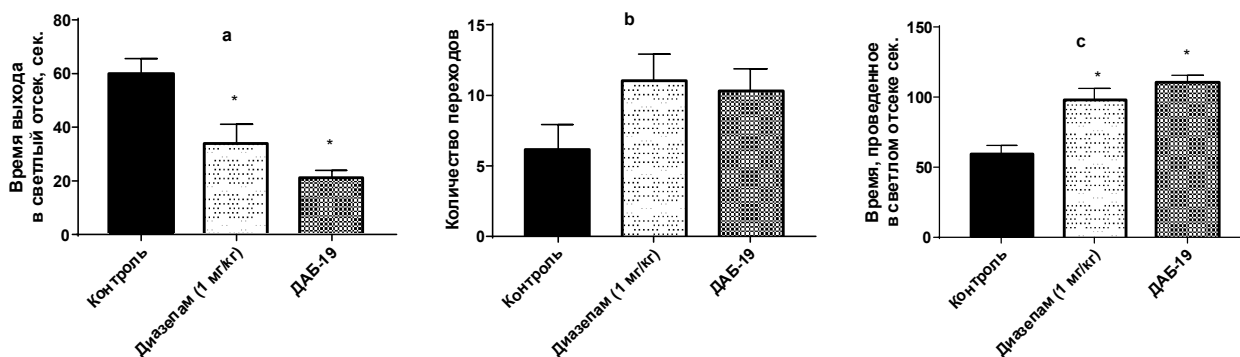 a
Время выхода
в светлый отсек, сек.
80
60
40
20
0
*
*
Контроль
Диазепам (1 мг/кг)
ДАБ-19
b
Количество переходов
15
10
5
0
Контроль
Диазепам (1 мг/кг)
ДАБ-19
c
Время, проведенное
в светлом отсеке сек.
150
100
50
0
*
*
Контроль
Диазепам (1 мг/кг)
ДАБ-19